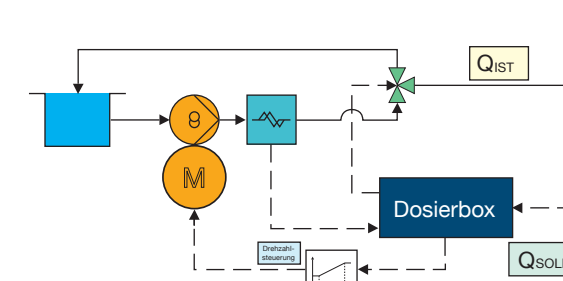 QIST
M
Dosierbox
Drehzahl-
steuerung